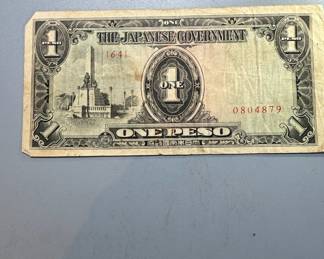 ONE
1 THE JAPANESE GOVERNMENT 1
{64}
1
ONE
0804879
1 ONE PESO 1